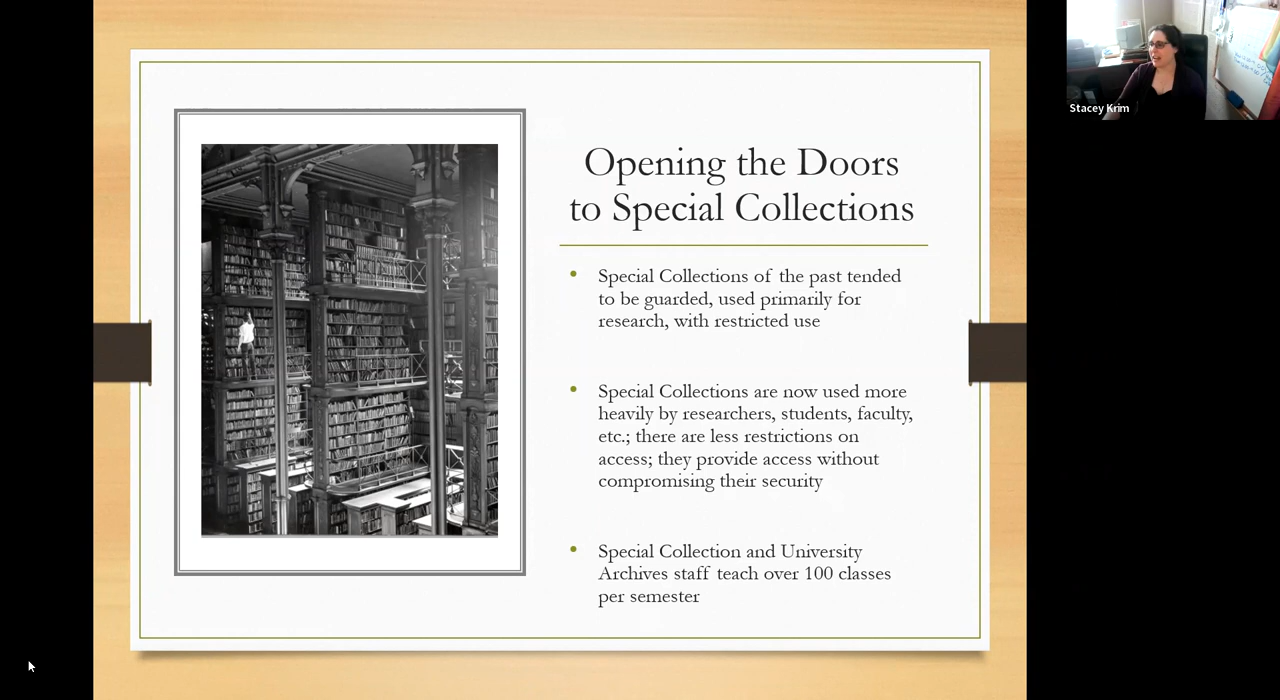 Stacey Krim
Opening the Doors
to Special Collections
Special Collections of the past tended
to be guarded, used primarily for
research, with restricted use
Special Collections are now used more
heavily by researchers, students, faculty,
etc.; there are less restrictions on
access; they provide access without
compromising their security
Special Collection and University
Archives staff teach over 100 classes
per semester